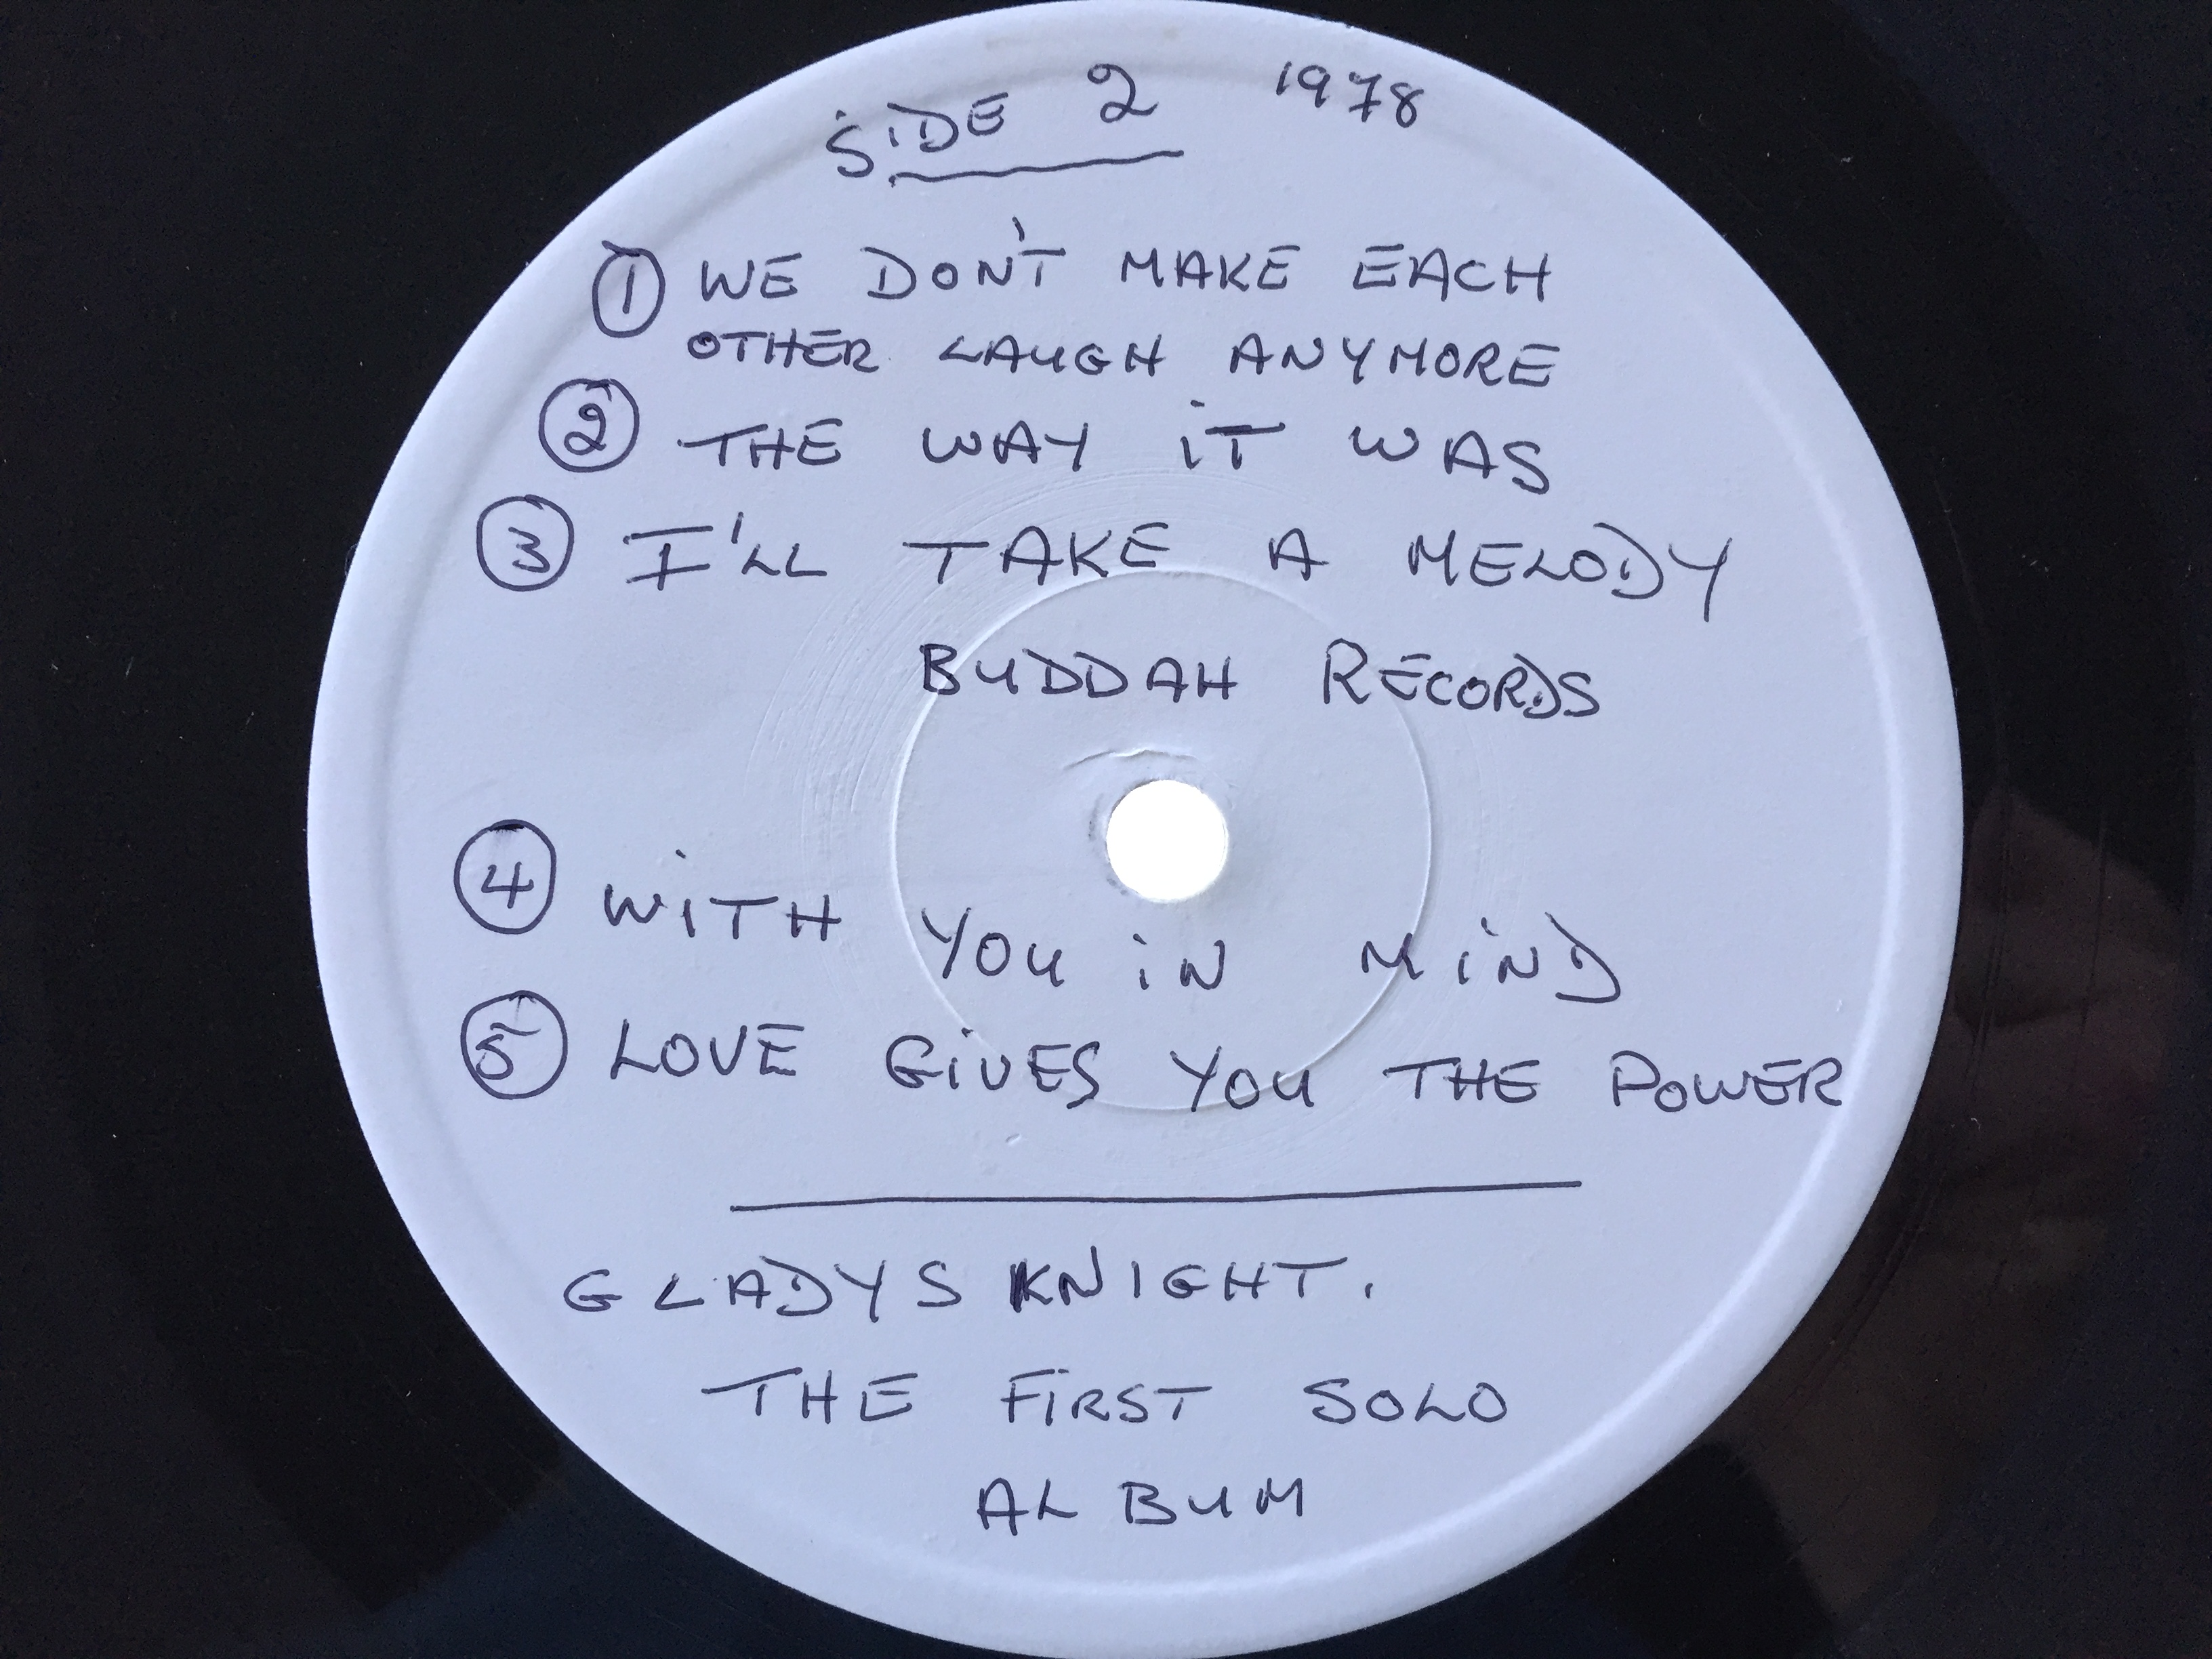 SIDE 2 1978
① WE DON'T MAKE EACH
OTHER LAUGH ANYMORE
② THE WAY IT WAS
③ I'LL TAKE A MELODY
BUDDAH RECORDS
④ WITH YOU IN MIND
⑤ LOVE GIVES YOU THE POWER
GLADYS KNIGHT.
THE FIRST SOLO
ALBUM